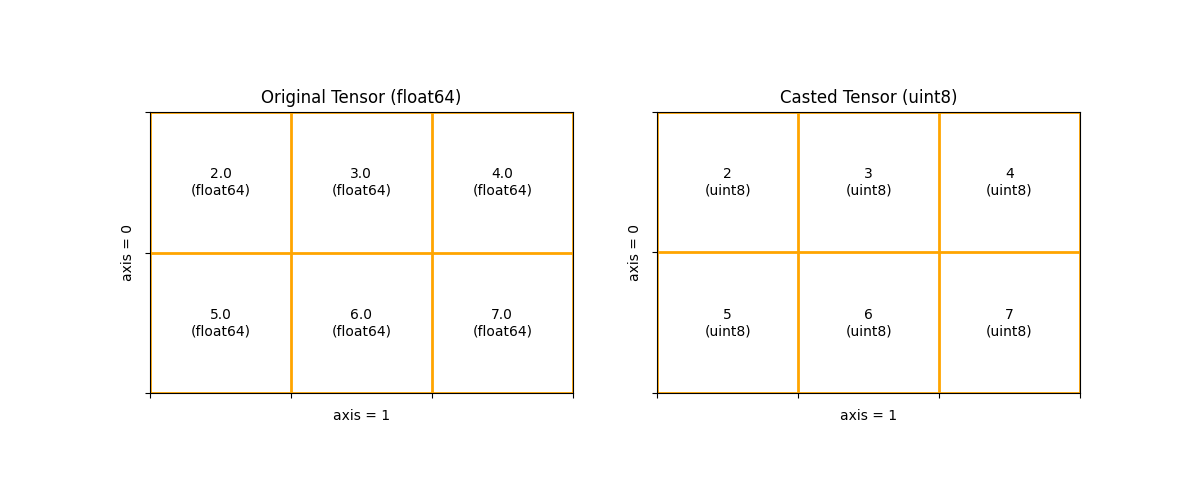 Original Tensor (float64)
2.0
(float64)
3.0
(float64)
4.0
(float64)
axis = 0
5.0
(float64)
6.0
(float64)
7.0
(float64)
axis = 1
Casted Tensor (uint8)
2
(uint8)
3
(uint8)
4
(uint8)
axis = 0
5
(uint8)
6
(uint8)
7
(uint8)
axis = 1